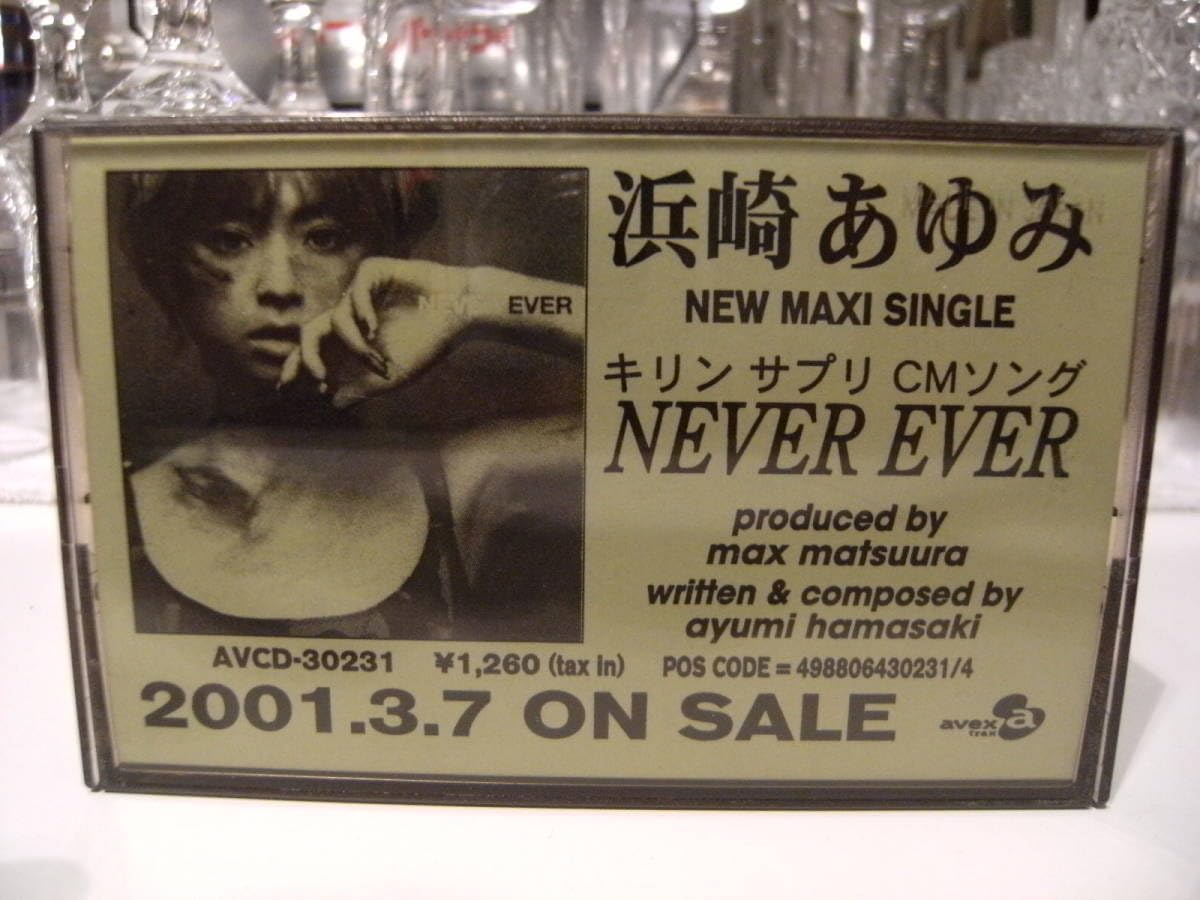 浜崎あゆみ
NEW MAXI SINGLE
キリン サプリ CMソング
NEVER EVER
produced by
max matsuura
written & composed by
ayumi hamasaki
NEVER EVER
AVCD-30231 ¥1,260 (tax in) POS CODE = 498806430231/4
2001.3.7 ON SALE
avex
trax